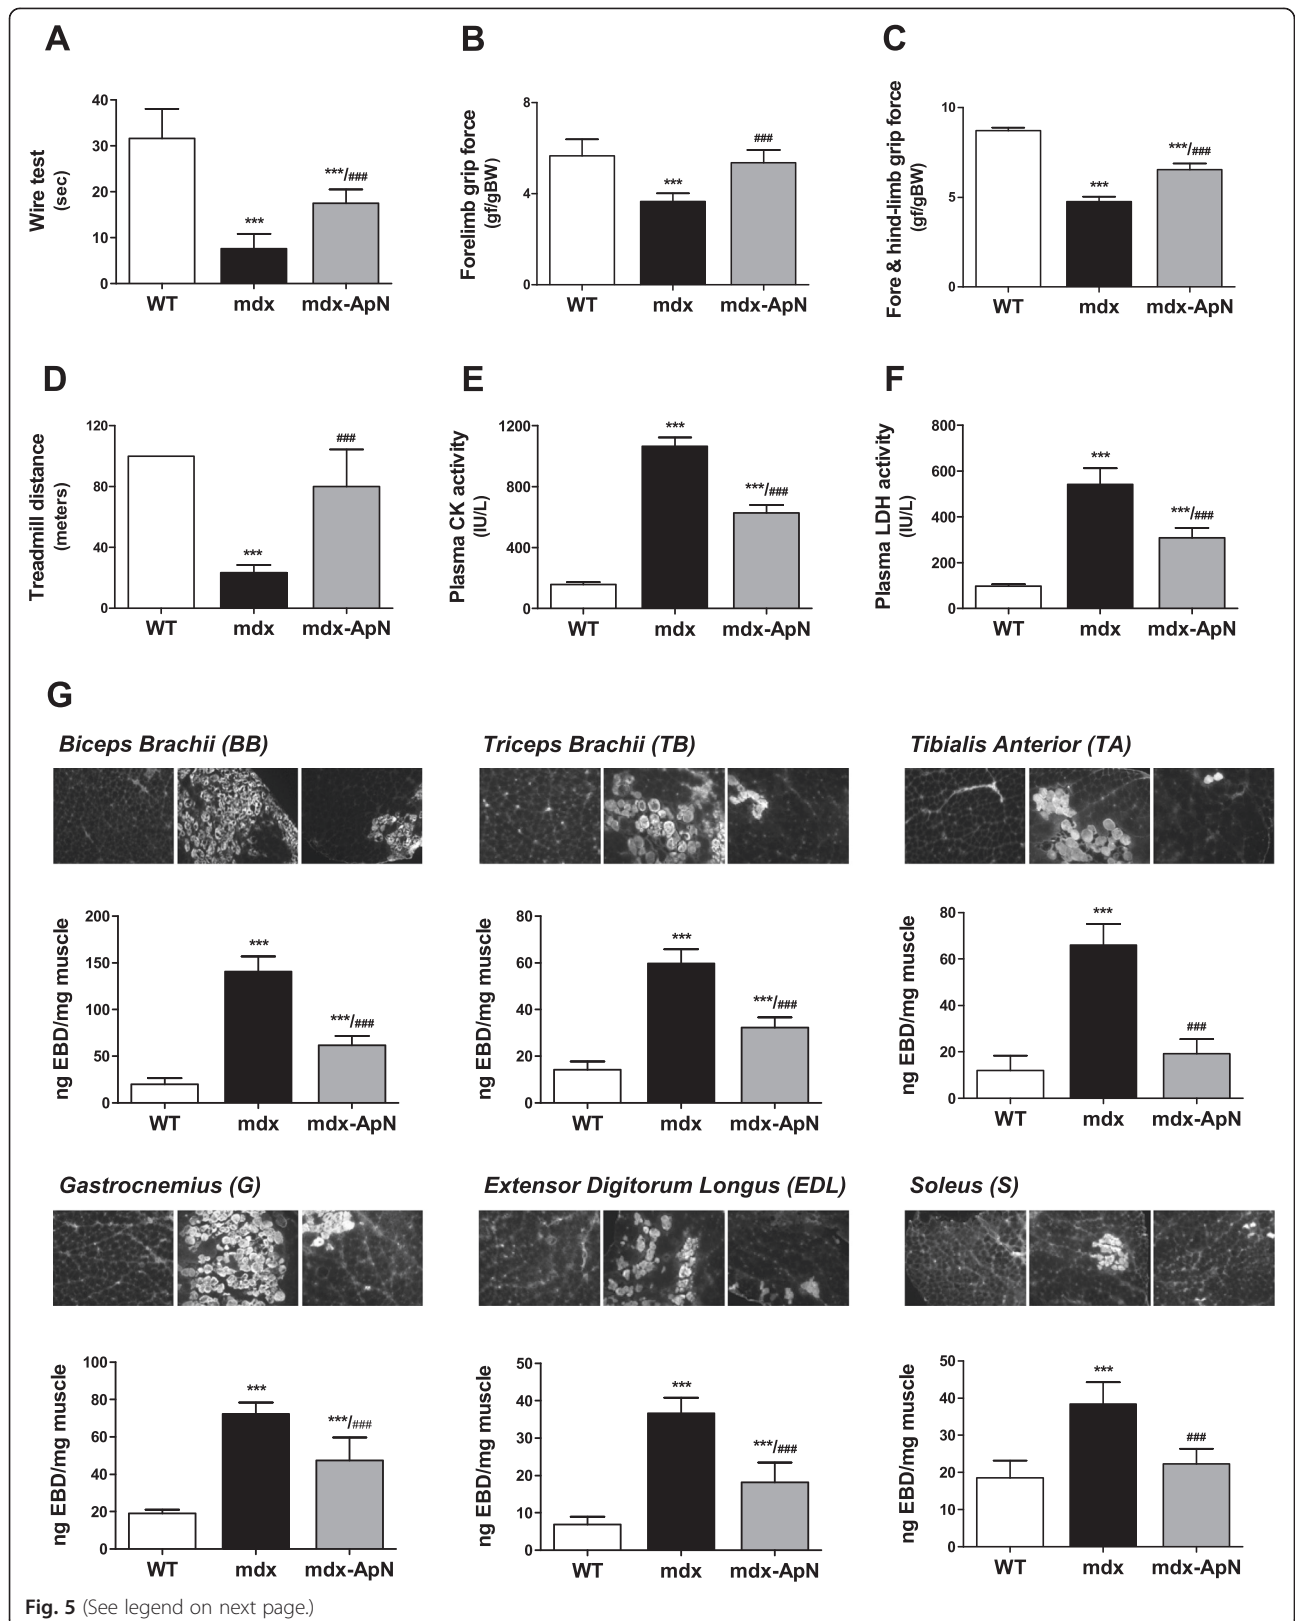 A
B
C
Wire test
(sec)
40
30
20
10
0
***
***/###
WT mdx mdx-ApN
Forelimb grip force
(gf/gBW)
8
4
0
***
###
WT mdx mdx-ApN
Fore & hind-limb grip force
(gf/gBW)
10
5
0
***
***/###
WT mdx mdx-ApN
D
E
F
Treadmill distance
(meters)
120
80
40
0
***
###
WT mdx mdx-ApN
Plasma CK activity
(IU/L)
1200
800
400
0
***
***/###
WT mdx mdx-ApN
Plasma LDH activity
(IU/L)
800
600
400
200
0
***
***/###
WT mdx mdx-ApN
G
Biceps Brachii (BB)
Triceps Brachii (TB)
Tibialis Anterior (TA)
ng EBD/mg muscle
200
150
100
50
0
***
***/###
WT mdx mdx-ApN
ng EBD/mg muscle
80
60
40
20
0
***
***/###
WT mdx mdx-ApN
ng EBD/mg muscle
80
60
40
20
0
***
###
WT mdx mdx-ApN
Gastrocnemius (G)
Extensor Digitorum Longus (EDL)
Soleus (S)
ng EBD/mg muscle
100
80
60
40
20
0
***
***/###
WT mdx mdx-ApN
ng EBD/mg muscle
50
40
30
20
10
0
***
***/###
WT mdx mdx-ApN
ng EBD/mg muscle
50
40
30
20
10
0
***
###
WT mdx mdx-ApN
Fig. 5 (See legend on next page.)